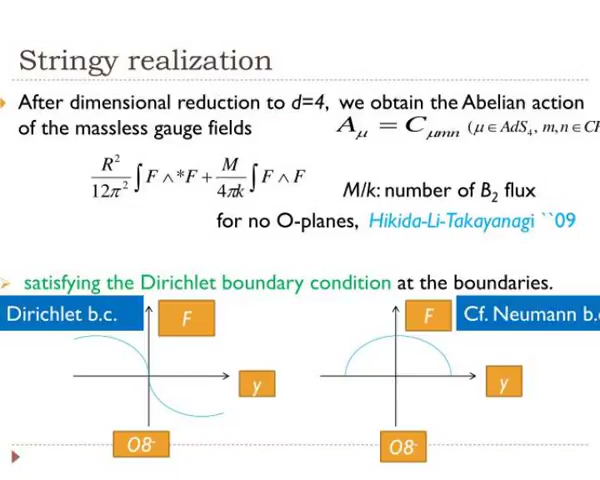 Stringy realization
After dimensional reduction to d=4, we obtain the Abelian action
of the massless gauge fields A_μ = C_μmn (μ ∈ AdS_4, m,n ∈ CP
R^2/12π^2 ∫ F ∧ *F + M/4πk ∫ F ∧ F
M/k: number of B_2 flux
for no O-planes, Hikida-Li-Takayanagi ``09
satisfying the Dirichlet boundary condition at the boundaries.
Dirichlet b.c. F F Cf. Neumann b.c
y y
O8^- O8^-